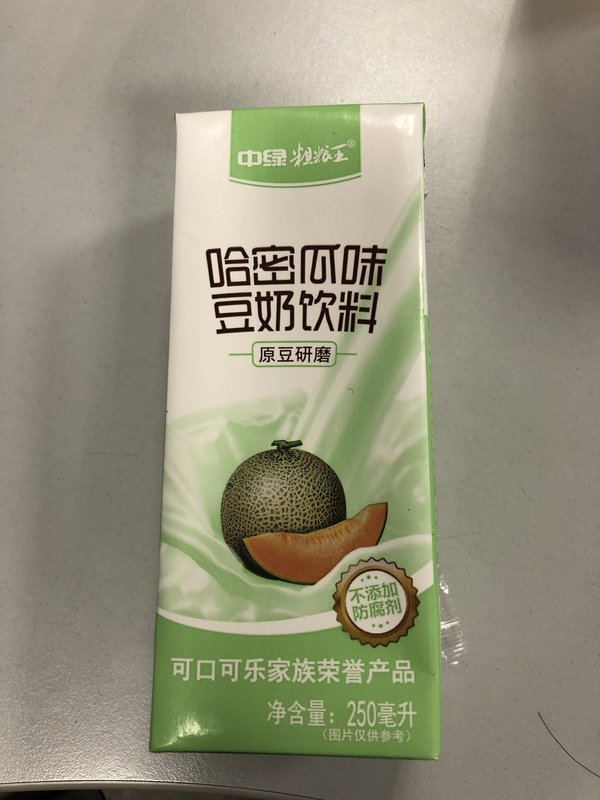 中绿 粗粮王®
哈密瓜味
豆奶饮料
原豆研磨
不添加
防腐剂
可口可乐家族荣誉产品
净含量：250毫升
（图片仅供参考）